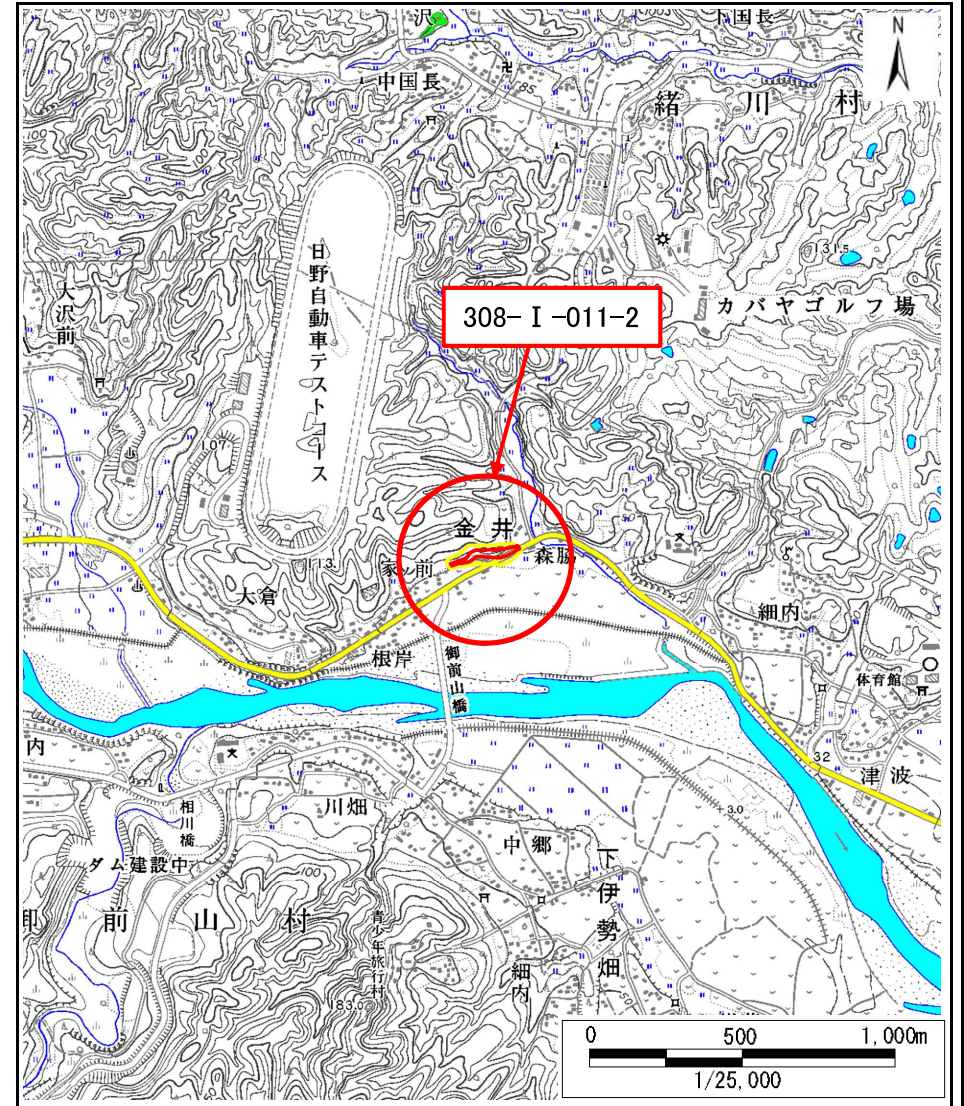 沢
下国長
N
中国長
85
緒川村
100
日野自動車テストコース
131.5
大沢前
308-Ⅰ-011-2
カバヤゴルフ場
107
金井
113
家ノ前
森脇
大倉
細内
根岸
御前山橋
体育館
内
32
津波
相川橋
川畑
3.0
中郷
ダム建設中
下伊勢畑
前山村
青少年旅行村
細内
183.
50
0 500 1,000m
1/25,000